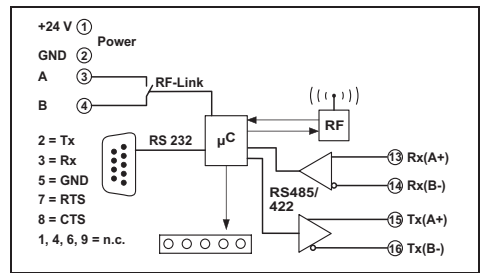 +24 V 1
Power
GND 2
A 3
RF-Link
B 4
((ı))
RF
µC
RS 232
2 = Tx
3 = Rx
5 = GND
7 = RTS
8 = CTS
1, 4, 6, 9 = n.c.
RS485/
422
13 Rx(A+)
14 Rx(B-)
15 Tx(A+)
16 Tx(B-)